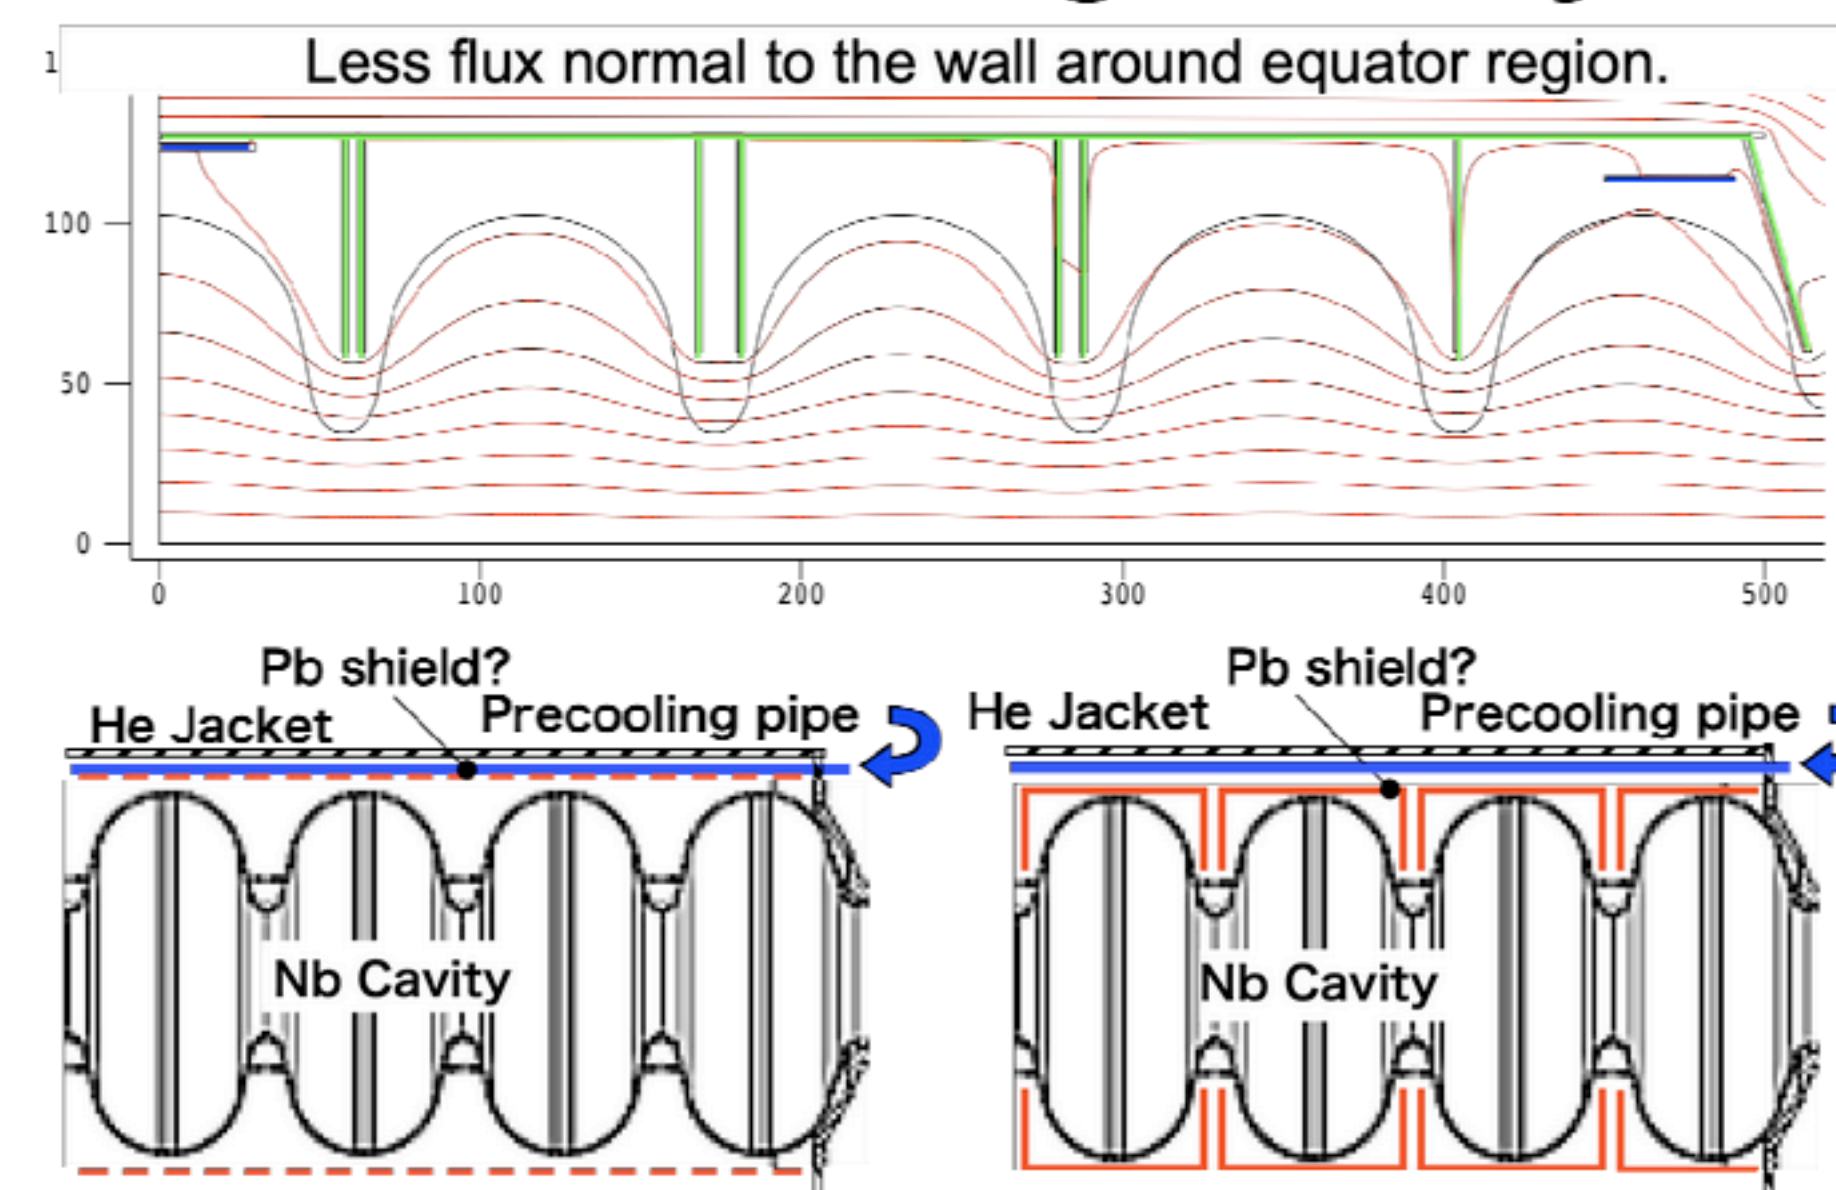 1
Less flux normal to the wall around equator region.
100
50
0
0 100 200 300 400 500
Pb shield?
He Jacket
Precooling pipe
Nb Cavity
Pb shield?
He Jacket
Precooling pipe
Nb Cavity